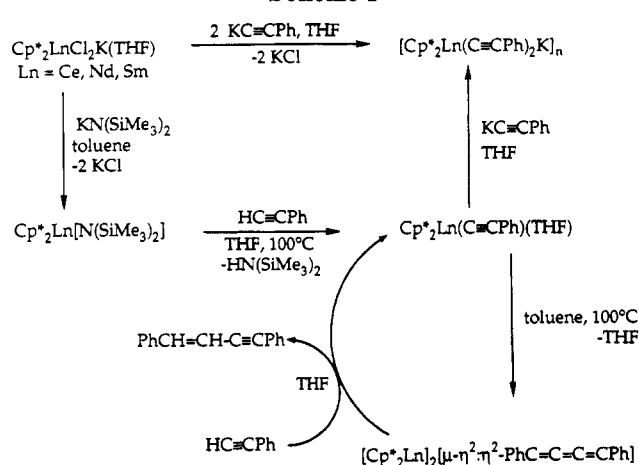 Cp*₂LnCl₂K(THF)
Ln = Ce, Nd, Sm
2 KC≡CPh, THF
-2 KCl
[Cp*₂Ln(C≡CPh)₂K]ₙ
KN(SiMe₃)₂
toluene
-2 KCl
KC≡CPh
THF
Cp*₂Ln[N(SiMe₃)₂]
HC≡CPh
THF, 100°C
-HN(SiMe₃)₂
Cp*₂Ln(C≡CPh)(THF)
toluene, 100°C
-THF
PhCH=CH-C≡CPh
THF
HC≡CPh
[Cp*₂Ln]₂[μ-η²:η²-PhC=C=C=CPh]